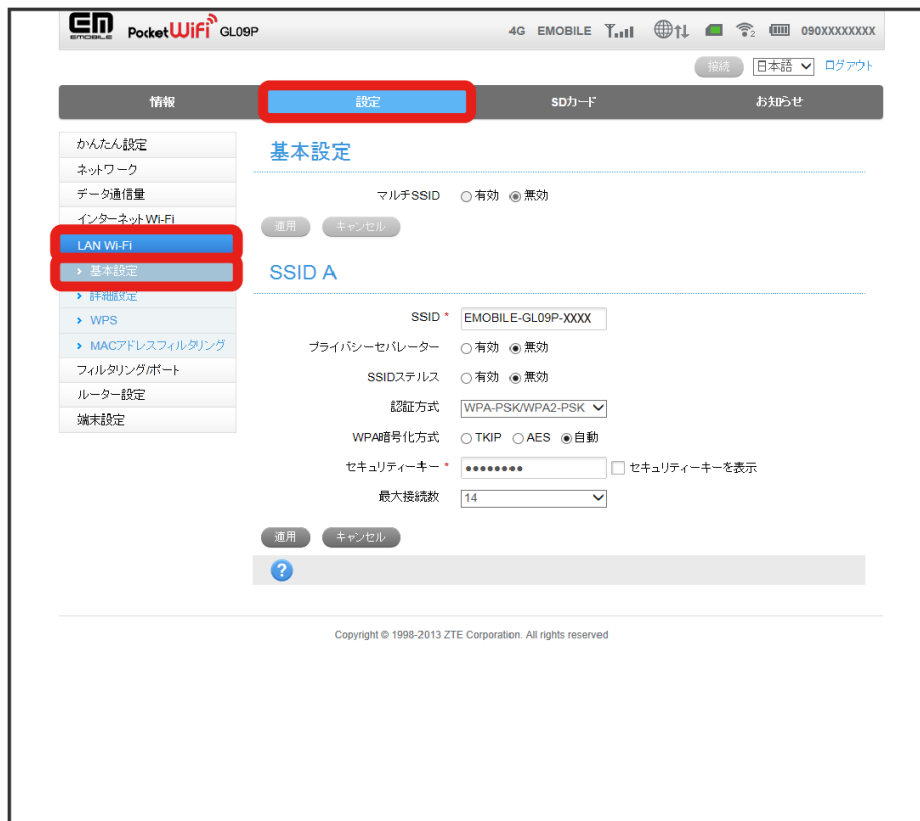 EM
EMOBILE
PocketWiFi GL09P
4G EMOBILE 2 090XXXXXXXX
接続 日本語 ログアウト
情報 設定 SDカード お知らせ
かんたん設定
ネットワーク
データ通信量
インターネットWi-Fi
LAN Wi-Fi
> 基本設定
> 詳細設定
> WPS
> MACアドレスフィルタリング
フィルタリング/ポート
ルーター設定
端末設定
基本設定
マルチSSID 有効 無効
適用 キャンセル
SSID A
SSID * EMOBILE-GL09P-XXXX
プライバシーセパレーター 有効 無効
SSIDステルス 有効 無効
認証方式 WPA-PSK/WPA2-PSK
WPA暗号化方式 TKIP AES 自動
セキュリティーキー * ●●●●●●●● セキュリティーキーを表示
最大接続数 14
適用 キャンセル
?
Copyright © 1998-2013 ZTE Corporation. All rights reserved